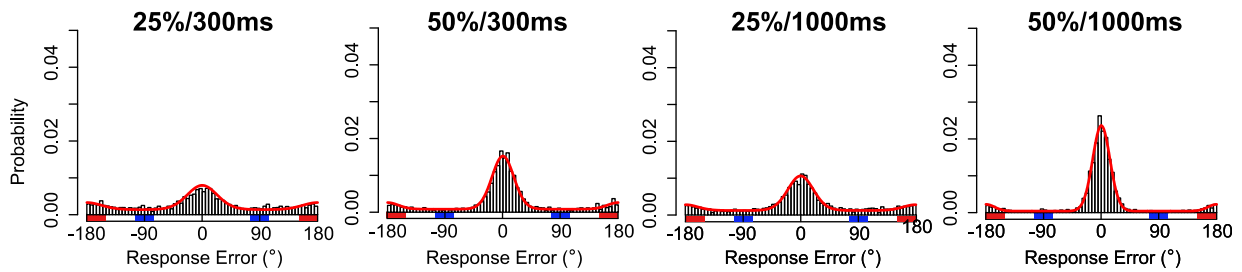 25%/300ms 50%/300ms 25%/1000ms 50%/1000ms
Probability
0.04 0.04 0.04 0.04
0.02 0.02 0.02 0.02
0.00 0.00 0.00 0.00
-180 -90 0 90 180 -180 -90 0 90 180 -180 -90 0 90 180 -180 -90 0 90 180
Response Error (°) Response Error (°) Response Error (°) Response Error (°)